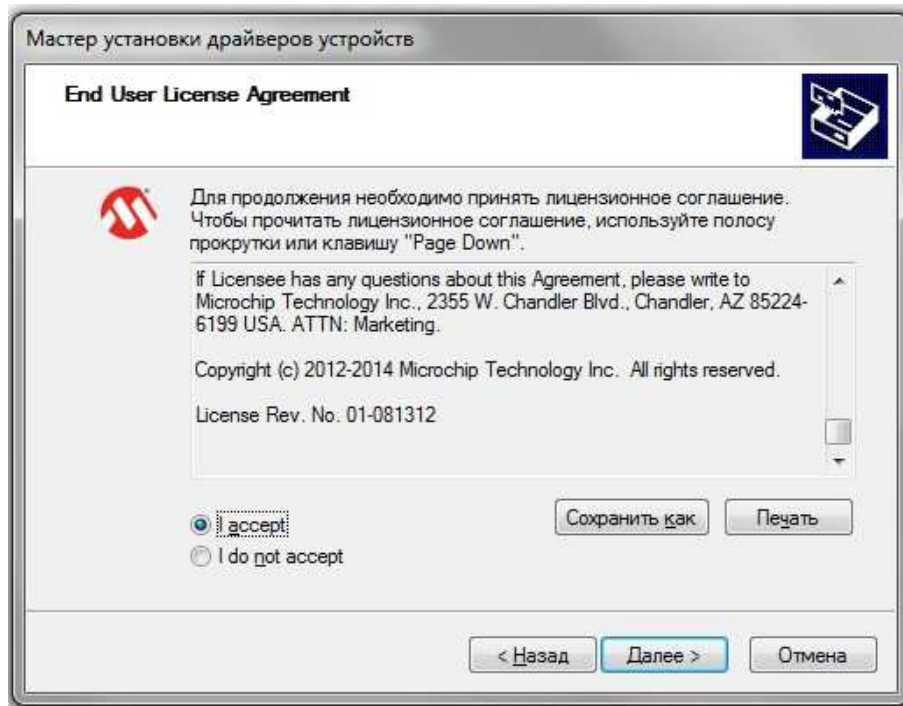 Мастер установки драйверов устройств
End User License Agreement
Для продолжения необходимо принять лицензионное соглашение.
Чтобы прочитать лицензионное соглашение, используйте полосу
прокрутки или клавишу "Page Down".
If Licensee has any questions about this Agreement, please write to
Microchip Technology Inc., 2355 W. Chandler Blvd., Chandler, AZ 85224-
6199 USA. ATTN: Marketing.
Copyright (c) 2012-2014 Microchip Technology Inc. All rights reserved.
License Rev. No. 01-081312
I accept
Сохранить как
Печать
I do not accept
< Назад
Далее >
Отмена